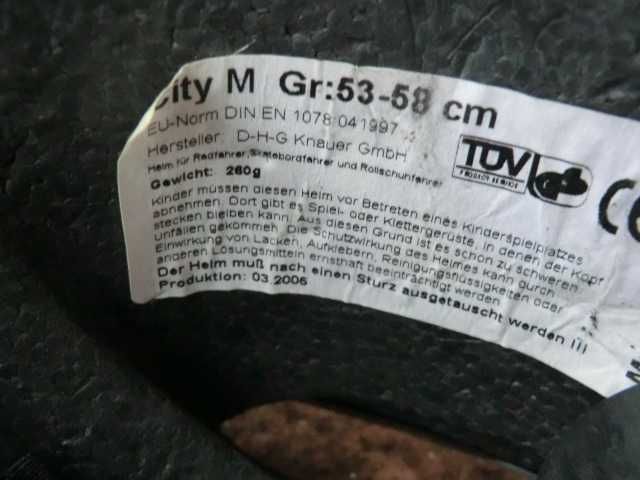 City M Gr:53-58 cm
EU-Norm DIN EN 1078:041997
Hersteller: D-H-G Knauer GmbH
Helm für Radfahrer, Skatebordfahrer und Rollschuhfahrer
Gewicht: 260g
Kinder müssen diesen Helm vor Betreten eines Kinderspielplatzes
abnehmen. Dort gibt es Spiel- oder Klettergerüste, in denen der Kopf
stecken bleiben kann. Aus diesen Grund ist es schon zu schweren
unfällen gekommen. Die Schutzwirkung des Helmes kann durch
Einwirkung von Lacken, Aufklebern, Reinigungsnüssigkeiten oder
anderen Lösungsmitteln ernsthaft beeinträchtigt werden.
Der Helm muß nach einen Sturz ausgetauscht werden !!!
Produktion: 03.2006
TÜV
GS
CE